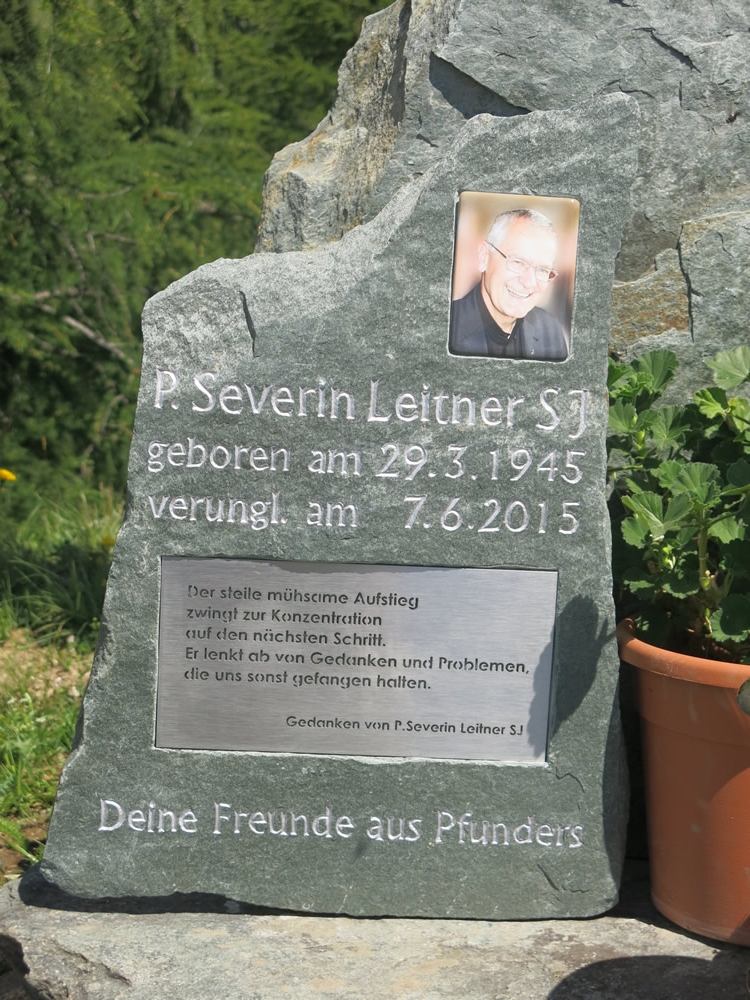 P. Severin Leitner SJ
geboren am 29.3.1945
verungl. am 7.6.2015
Der steile mühsame Aufstieg
zwingt zur Konzentration
auf den nächsten Schritt.
Er lenkt ab von Gedanken und Problemen,
die uns sonst gefangen halten.
Gedanken von P.Severin Leitner SJ
Deine Freunde aus Pfunders